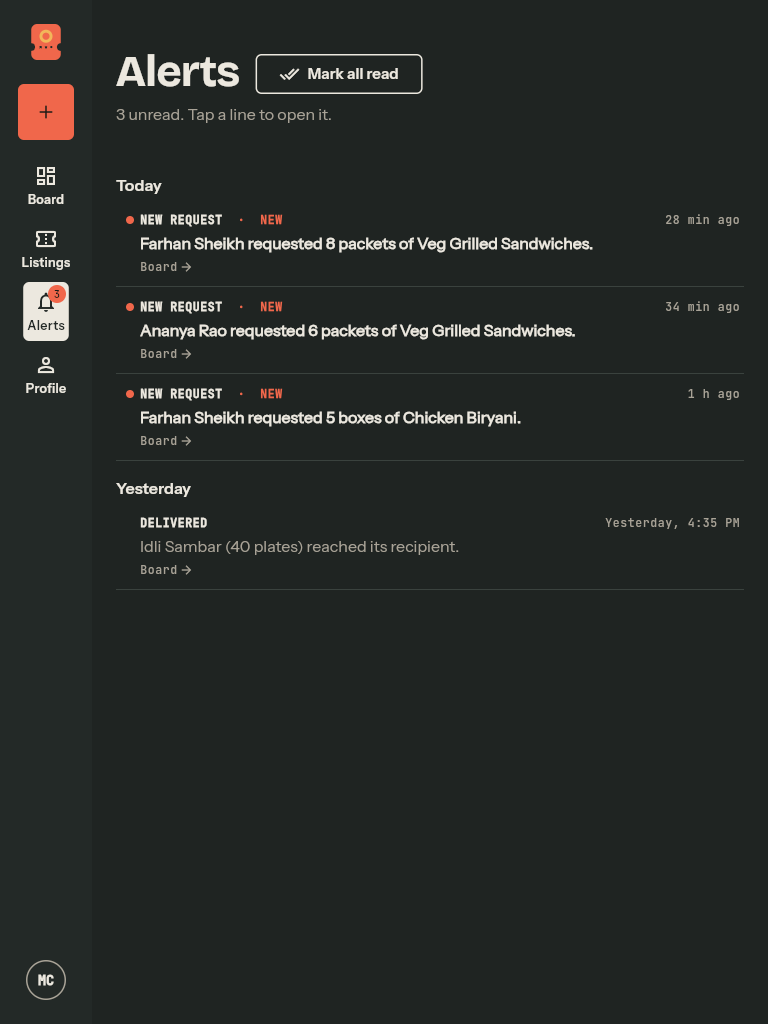 Alerts
Mark all read
3 unread. Tap a line to open it.
+
Board
Listings
3
Alerts
Profile
MC
Today
NEW REQUEST · NEW 28 min ago
Farhan Sheikh requested 8 packets of Veg Grilled Sandwiches.
Board →
NEW REQUEST · NEW 34 min ago
Ananya Rao requested 6 packets of Veg Grilled Sandwiches.
Board →
NEW REQUEST · NEW 1 h ago
Farhan Sheikh requested 5 boxes of Chicken Biryani.
Board →
Yesterday
DELIVERED Yesterday, 4:35 PM
Idli Sambar (40 plates) reached its recipient.
Board →